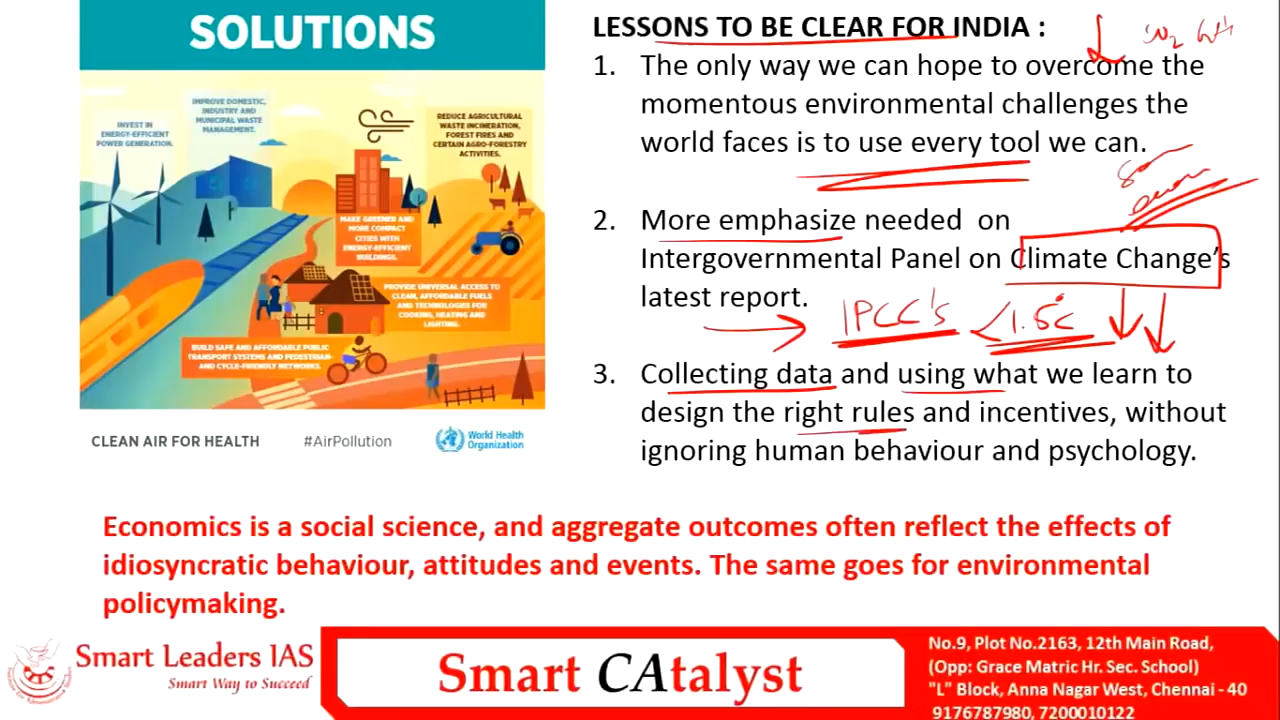 SOLUTIONS
INVEST IN
ENERGY-EFFICIENT
POWER GENERATION.
IMPROVE DOMESTIC,
INDUSTRY AND
MUNICIPAL WASTE
MANAGEMENT.
REDUCE AGRICULTURAL
WASTE INCINERATION,
FOREST FIRES AND
CERTAIN AGRO-FORESTRY
ACTIVITIES.
MAKE GREENER AND
MORE COMPACT
CITIES WITH
ENERGY-EFFICIENT
BUILDINGS.
PROVIDE UNIVERSAL ACCESS TO
CLEAN, AFFORDABLE FUELS
AND TECHNOLOGIES FOR
COOKING, HEATING AND
LIGHTING.
BUILD SAFE AND AFFORDABLE PUBLIC
TRANSPORT SYSTEMS AND PEDESTRIAN-
AND CYCLE-FRIENDLY NETWORKS.
CLEAN AIR FOR HEALTH
#AirPollution
World Health
Organization
LESSONS TO BE CLEAR FOR INDIA :
1. The only way we can hope to overcome the
momentous environmental challenges the
world faces is to use every tool we can.
2. More emphasize needed on
Intergovernmental Panel on Climate Change's
latest report.
IPCC's <1.5°C
3. Collecting data and using what we learn to
design the right rules and incentives, without
ignoring human behaviour and psychology.
Economics is a social science, and aggregate outcomes often reflect the effects of
idiosyncratic behaviour, attitudes and events. The same goes for environmental
policymaking.
Smart Leaders IAS
Smart Way to Succeed
Smart CAtalyst
No.9, Plot No.2163, 12th Main Road,
(Opp: Grace Matric Hr. Sec. School)
"L" Block, Anna Nagar West, Chennai - 40
9176787980, 7200010122